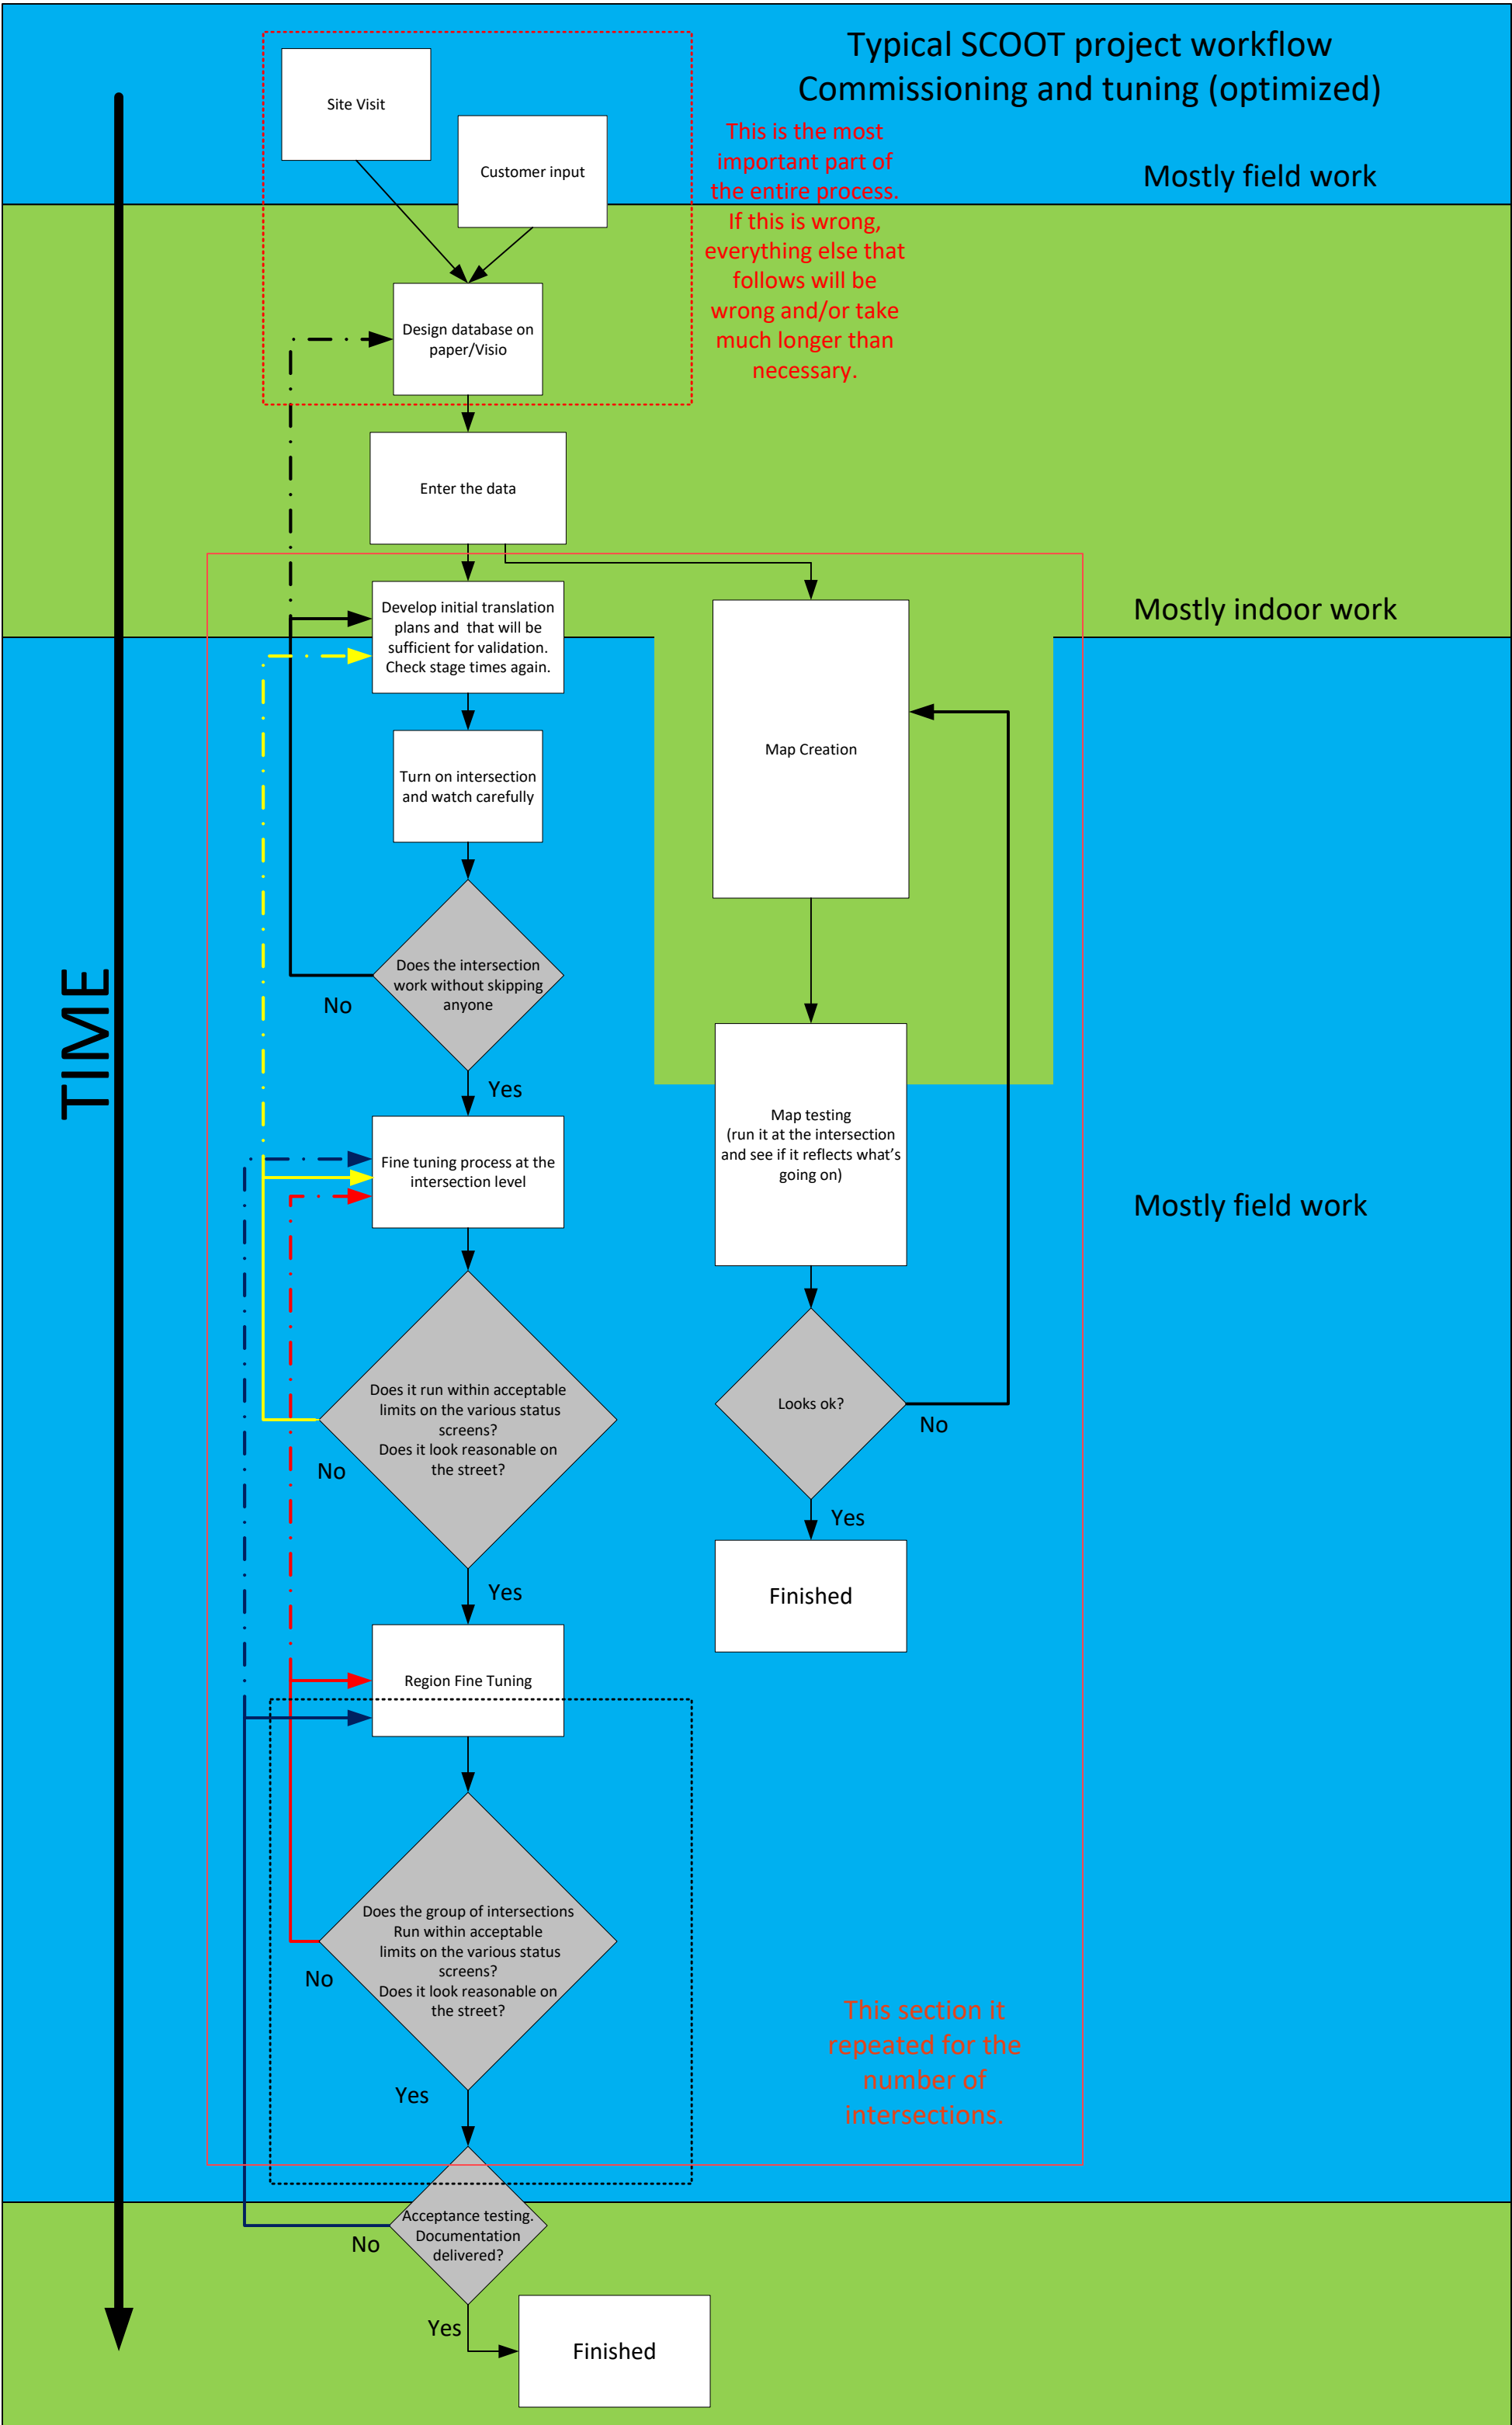 Typical SCOOT project workflow
Commissioning and tuning (optimized)
Site Visit
Customer input
This is the most
important part of
the entire process.
If this is wrong,
everything else that
follows will be
wrong and/or take
much longer than
necessary.
Mostly field work
Design database on
paper/Visio
Enter the data
Develop initial translation
plans and  that will be
sufficient for validation.
Check stage times again.
Mostly indoor work
Turn on intersection
and watch carefully
Map Creation
Does the intersection
work without skipping
anyone
No
Yes
TIME
Fine tuning process at the
intersection level
Map testing
(run it at the intersection
and see if it reflects what's
going on)
Mostly field work
Does it run within acceptable
limits on the various status
screens?
Does it look reasonable on
the street?
No
Yes
Looks ok?
No
Yes
Finished
Region Fine Tuning
Does the group of intersections
Run within acceptable
limits on the various status
screens?
Does it look reasonable on
the street?
No
Yes
This section it
repeated for the
number of
intersections.
Acceptance testing.
Documentation
delivered?
No
Yes
Finished